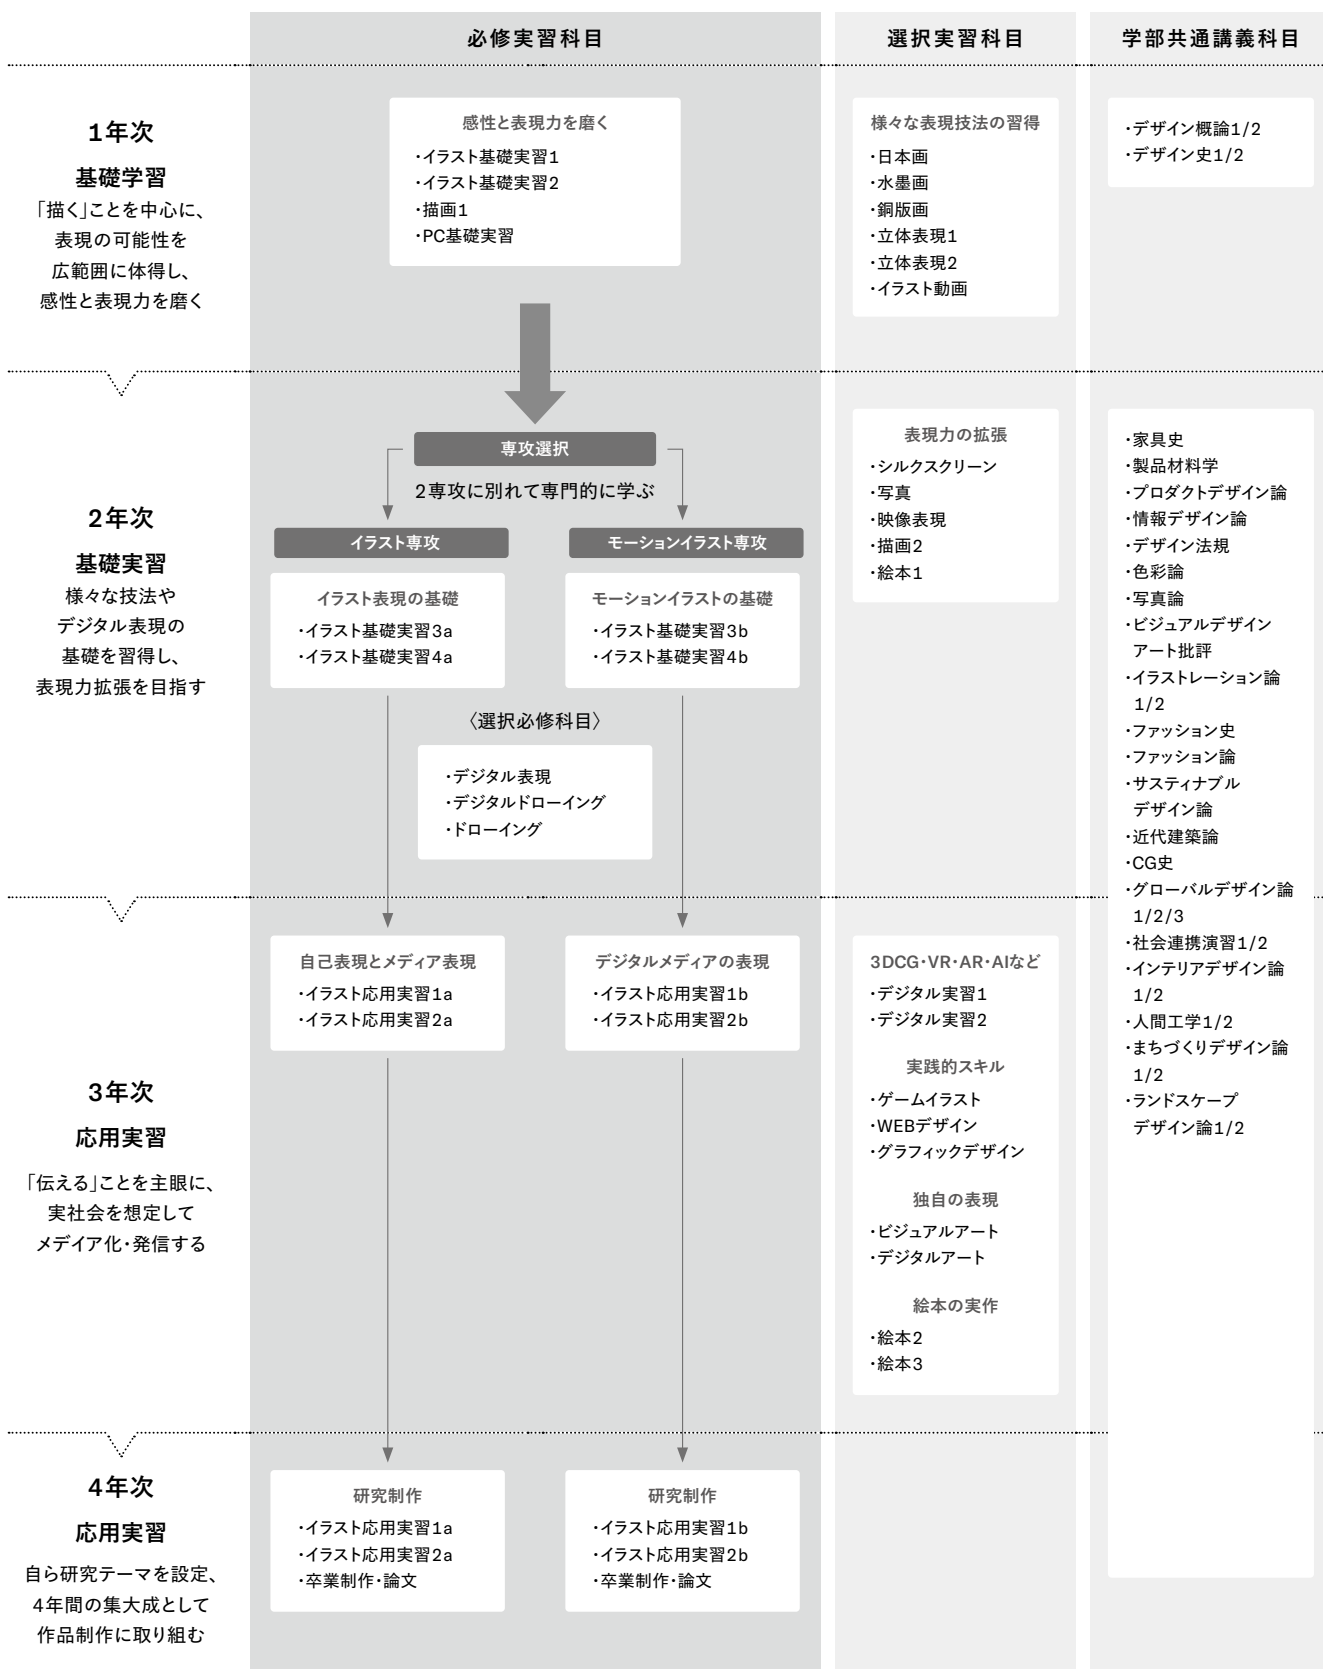 必修実習科目
選択実習科目
学部共通講義科目
1年次
基礎学習
「描く」ことを中心に、
表現の可能性を
広範囲に体得し、
感性と表現力を磨く
感性と表現力を磨く
・イラスト基礎実習1
・イラスト基礎実習2
・描画1
・PC基礎実習
様々な表現技法の習得
・日本画
・水墨画
・銅版画
・立体表現1
・立体表現2
・イラスト動画
・デザイン概論1/2
・デザイン史1/2
2年次
基礎実習
様々な技法や
デジタル表現の
基礎を習得し、
表現力拡張を目指す
専攻選択
2専攻に別れて専門的に学ぶ
イラスト専攻
イラスト表現の基礎
・イラスト基礎実習3a
・イラスト基礎実習4a
モーションイラスト専攻
モーションイラストの基礎
・イラスト基礎実習3b
・イラスト基礎実習4b
〈選択必修科目〉
・デジタル表現
・デジタルドローイング
・ドローイング
表現力の拡張
・シルクスクリーン
・写真
・映像表現
・描画2
・絵本1
・家具史
・製品材料学
・プロダクトデザイン論
・情報デザイン論
・デザイン法規
・色彩論
・写真論
・ビジュアルデザイン
アート批評
・イラストレーション論
1/2
・ファッション史
・ファッション論
・サスティナブル
デザイン論
・近代建築論
・CG史
・グローバルデザイン論
1/2/3
・社会連携演習1/2
・インテリアデザイン論
1/2
・人間工学1/2
・まちづくりデザイン論
1/2
・ランドスケープ
デザイン論1/2
3年次
応用実習
「伝える」ことを主眼に、
実社会を想定して
メデイア化・発信する
自己表現とメディア表現
・イラスト応用実習1a
・イラスト応用実習2a
デジタルメディアの表現
・イラスト応用実習1b
・イラスト応用実習2b
3DCG・VR・AR・AIなど
・デジタル実習1
・デジタル実習2
実践的スキル
・ゲームイラスト
・WEBデザイン
・グラフィックデザイン
独自の表現
・ビジュアルアート
・デジタルアート
絵本の実作
・絵本2
・絵本3
4年次
応用実習
自ら研究テーマを設定、
4年間の集大成として
作品制作に取り組む
研究制作
・イラスト応用実習1a
・イラスト応用実習2a
・卒業制作・論文
研究制作
・イラスト応用実習1b
・イラスト応用実習2b
・卒業制作・論文